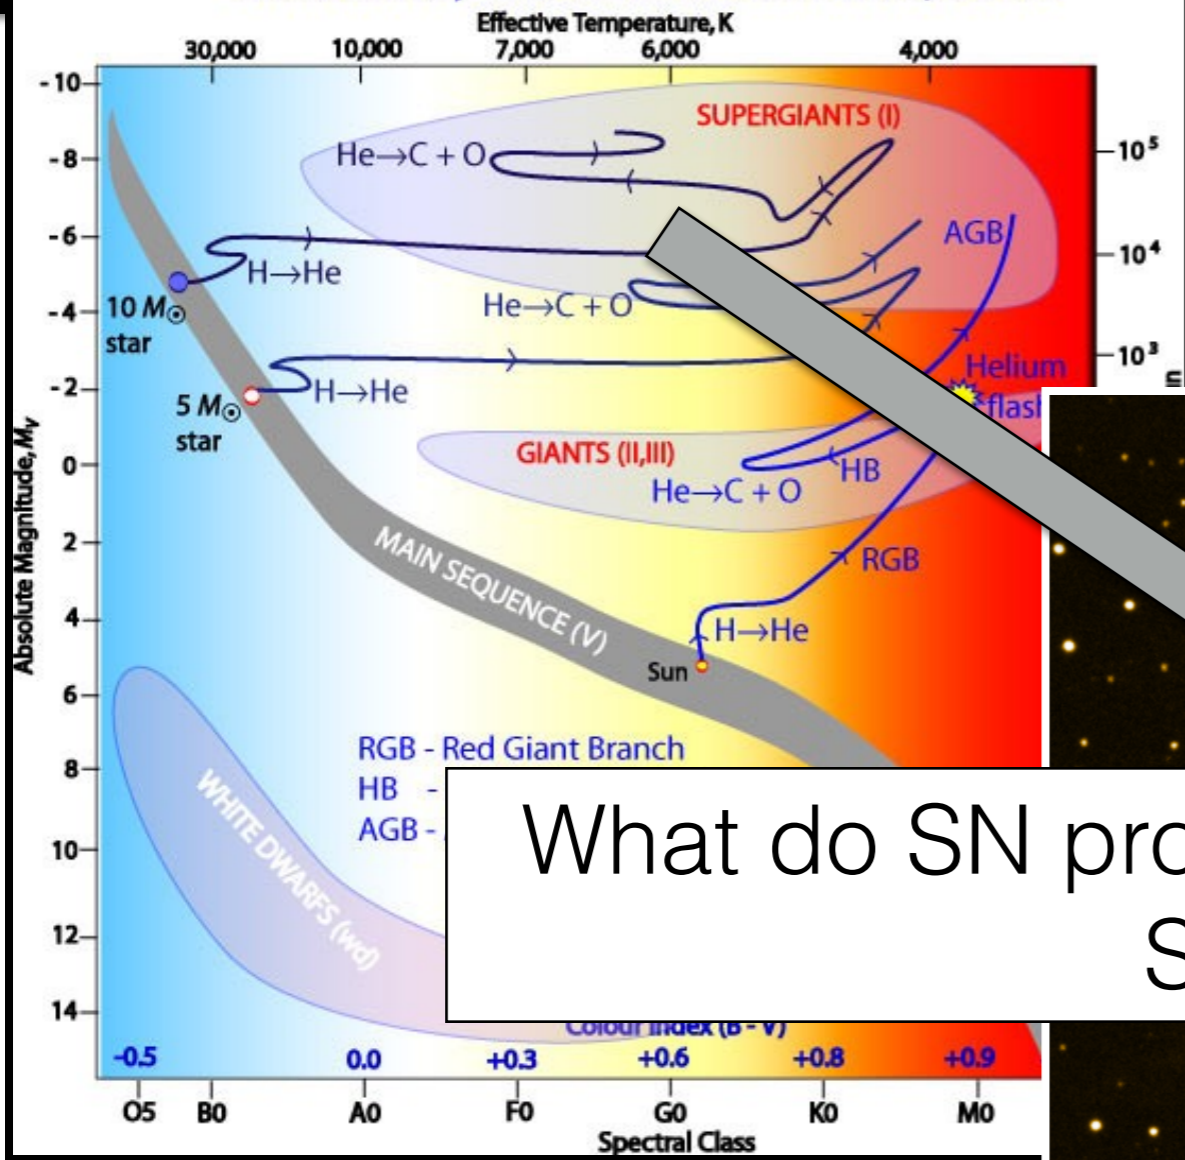 Effective Temperature, K
30,000 10,000 7,000 6,000 4,000
-10
SUPERGIANTS (I)
He→C + O
-8
10⁵
-6
AGB
10⁴
H→He
He→C + O
-4
10 M☉
star
10³
Helium
flash
-2
H→He
5 M☉
star
GIANTS (II,III)
0
HB
He→C + O
Absolute Magnitude, Mv
2
MAIN SEQUENCE (V)
RGB
4
H→He
Sun
6
RGB - Red Giant Branch
8
HB -
AGB -
WHITE DWARFS (wd)
What do SN pro
S
10
12
14
Colour Index (B - V)
-0.5 0.0 +0.3 +0.6 +0.8 +0.9
O5 B0 A0 F0 G0 K0 M0
Spectral Class